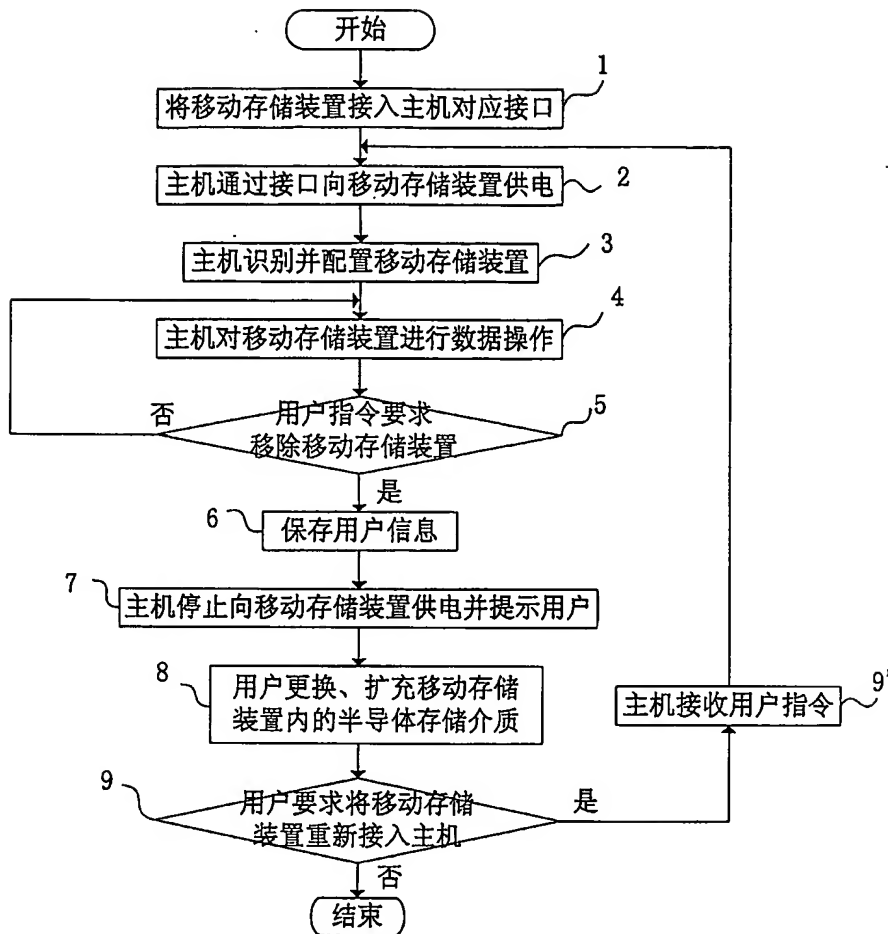 开始
1
将移动存储装置接入主机对应接口
主机通过接口向移动存储装置供电
2
主机识别并配置移动存储装置
3
4
主机对移动存储装置进行数据操作
否
用户指令要求
移除移动存储装置
5
是
6
保存用户信息
7
主机停止向移动存储装置供电并提示用户
8
用户更换、扩充移动存储
装置内的半导体存储介质
9'
主机接收用户指令
9
用户要求将移动存储
装置重新接入主机
是
否
结束